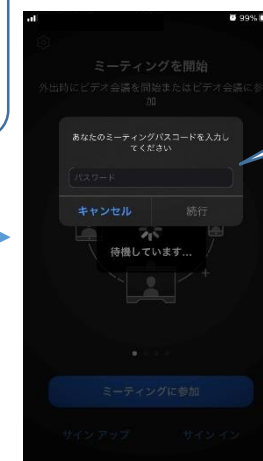 99%
ミーティングを開始
外出時にビデオ会議を開始またはビデオ会議に参
加
あなたのミーティングパスコードを入力し
てください
パスワード
キャンセル 続行
待機しています...
ミーティングに参加
サイン アップ サイン イン